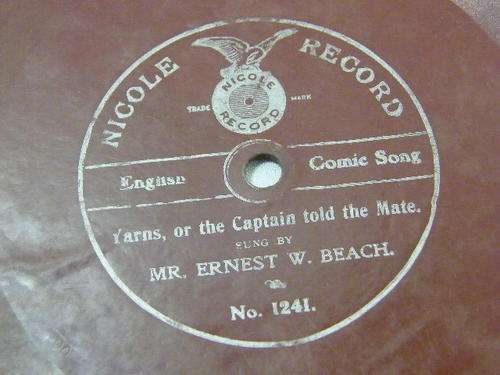 NICOLE RECORD
NICOLE
TRADE MARK
RECORD
English Comic Song
Yarns, or the Captain told the Mate.
SUNG BY
MR. ERNEST W. BEACH.
No. 1241.